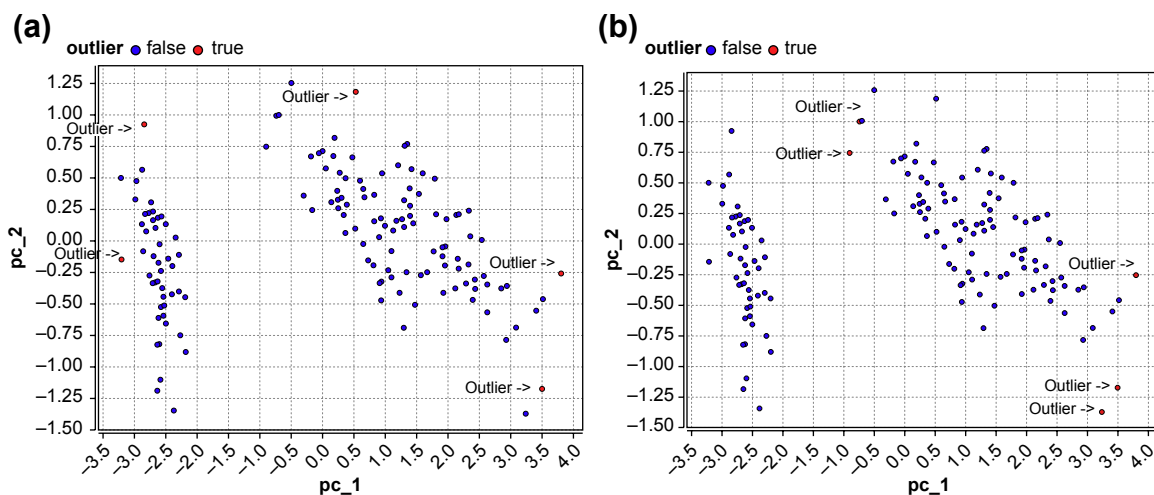 (a)
outlier false true
1.25
1.00
0.75
0.50
0.25
0.00
–0.25
–0.50
–0.75
–1.00
–1.25
–1.50
pc_2
Outlier ->
Outlier ->
Outlier ->
Outlier ->
Outlier ->
–3.5 –3.0 –2.5 –2.0 –1.5 –1.0 –0.5 0.0 0.5 1.0 1.5 2.0 2.5 3.0 3.5 4.0
pc_1
(b)
outlier false true
1.25
1.00
0.75
0.50
0.25
0.00
–0.25
–0.50
–0.75
–1.00
–1.25
–1.50
pc_2
Outlier ->
Outlier ->
Outlier ->
Outlier ->
Outlier ->
–3.5 –3.0 –2.5 –2.0 –1.5 –1.0 –0.5 0.0 0.5 1.0 1.5 2.0 2.5 3.0 3.5 4.0
pc_1